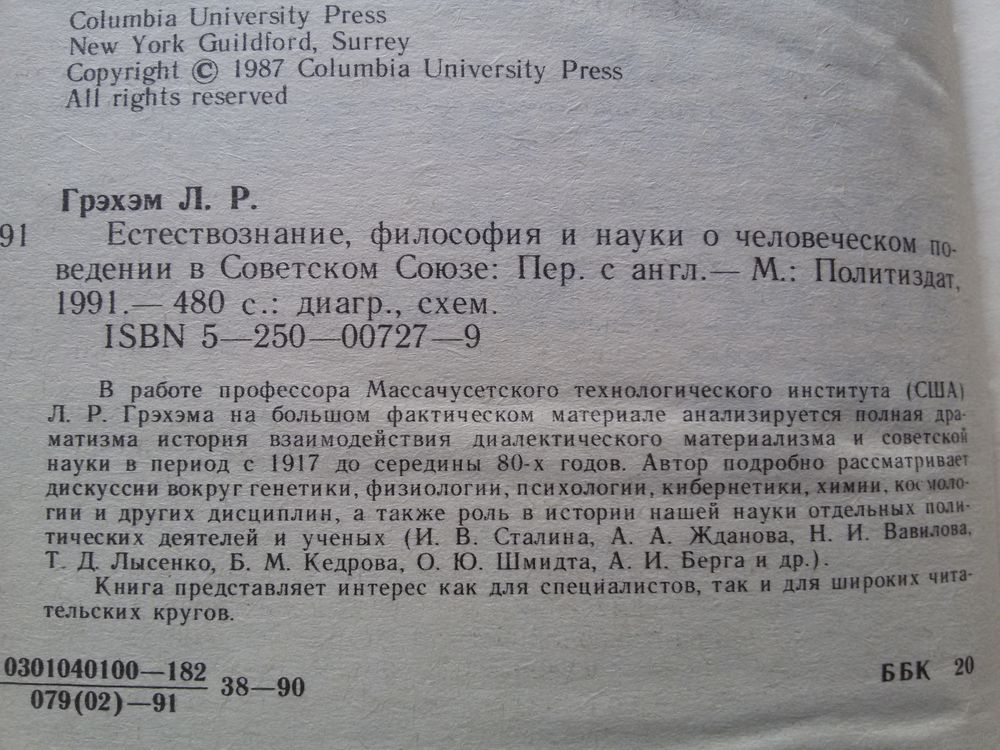 Columbia University Press
New York Guildford, Surrey
Copyright © 1987 Columbia University Press
All rights reserved
Грэхэм Л. Р.
91 Естествознание, философия и науки о человеческом по-
ведении в Советском Союзе: Пер. с англ.— М.: Политиздат,
1991.— 480 с.: диагр., схем.
ISBN 5—250—00727—9
В работе профессора Массачусетского технологического института (США)
Л. Р. Грэхэма на большом фактическом материале анализируется полная дра-
матизма история взаимодействия диалектического материализма и советской
науки в период с 1917 до середины 80-х годов. Автор подробно рассматривает
дискуссии вокруг генетики, физиологии, психологии, кибернетики, химии, космоло-
гии и других дисциплин, а также роль в истории нашей науки отдельных поли-
тических деятелей и ученых (И. В. Сталина, А. А. Жданова, Н. И. Вавилова,
Т. Д. Лысенко, Б. М. Кедрова, О. Ю. Шмидта, А. И. Берга и др.).
Книга представляет интерес как для специалистов, так и для широких чита-
тельских кругов.
0301040100—182
079(02)—91
38—90
ББК 20